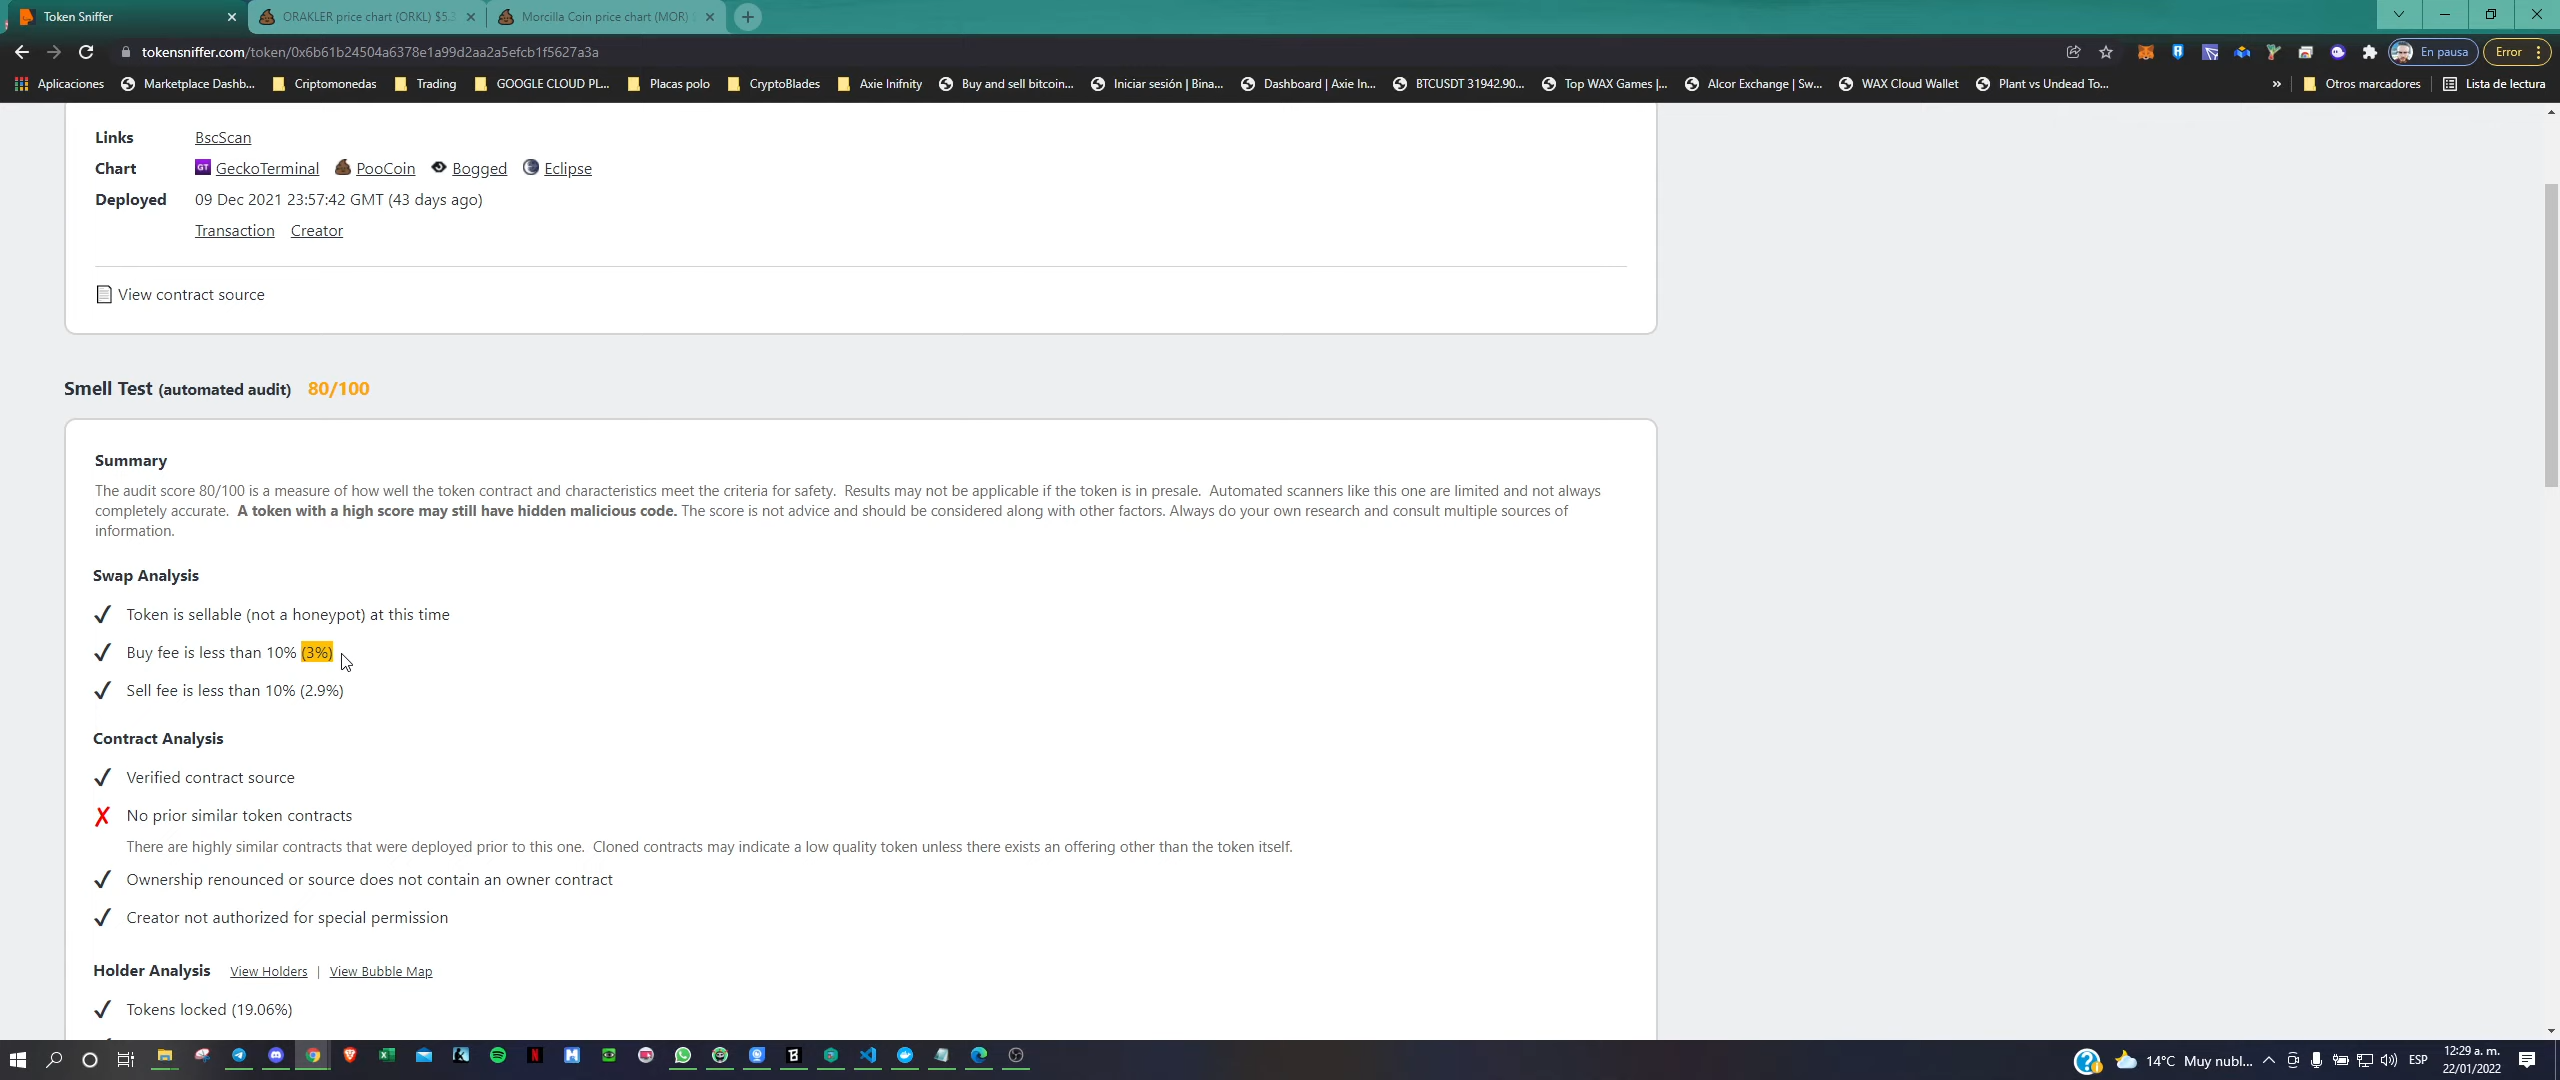 Token Sniffer
ORAKLER price chart (ORKL) $5.3
Morcilla Coin price chart (MOR)
tokensniffer.com/token/0x6b61b24504a6378e1a99d2aa2a5efcb1f5627a3a
En pausa
Error
Aplicaciones
Marketplace Dashb...
Criptomonedas
Trading
GOOGLE CLOUD PL...
Placas polo
CryptoBlades
Axie Inifnity
Buy and sell bitcoin...
Iniciar sesión | Bina...
Dashboard | Axie In...
BTCUSDT 31942.90...
Top WAX Games |...
Alcor Exchange | Sw...
WAX Cloud Wallet
Plant vs Undead To...
»
Otros marcadores
Lista de lectura
Links BscScan
Chart GT GeckoTerminal PooCoin Bogged Eclipse
Deployed 09 Dec 2021 23:57:42 GMT (43 days ago)
Transaction Creator
View contract source
Smell Test (automated audit) 80/100
Summary
The audit score 80/100 is a measure of how well the token contract and characteristics meet the criteria for safety. Results may not be applicable if the token is in presale. Automated scanners like this one are limited and not always
completely accurate. A token with a high score may still have hidden malicious code. The score is not advice and should be considered along with other factors. Always do your own research and consult multiple sources of
information.
Swap Analysis
Token is sellable (not a honeypot) at this time
Buy fee is less than 10% (3%)
Sell fee is less than 10% (2.9%)
Contract Analysis
Verified contract source
No prior similar token contracts
There are highly similar contracts that were deployed prior to this one. Cloned contracts may indicate a low quality token unless there exists an offering other than the token itself.
Ownership renounced or source does not contain an owner contract
Creator not authorized for special permission
Holder Analysis View Holders | View Bubble Map
Tokens locked (19.06%)
14°C Muy nubl...
ESP
12:29 a. m.
22/01/2022